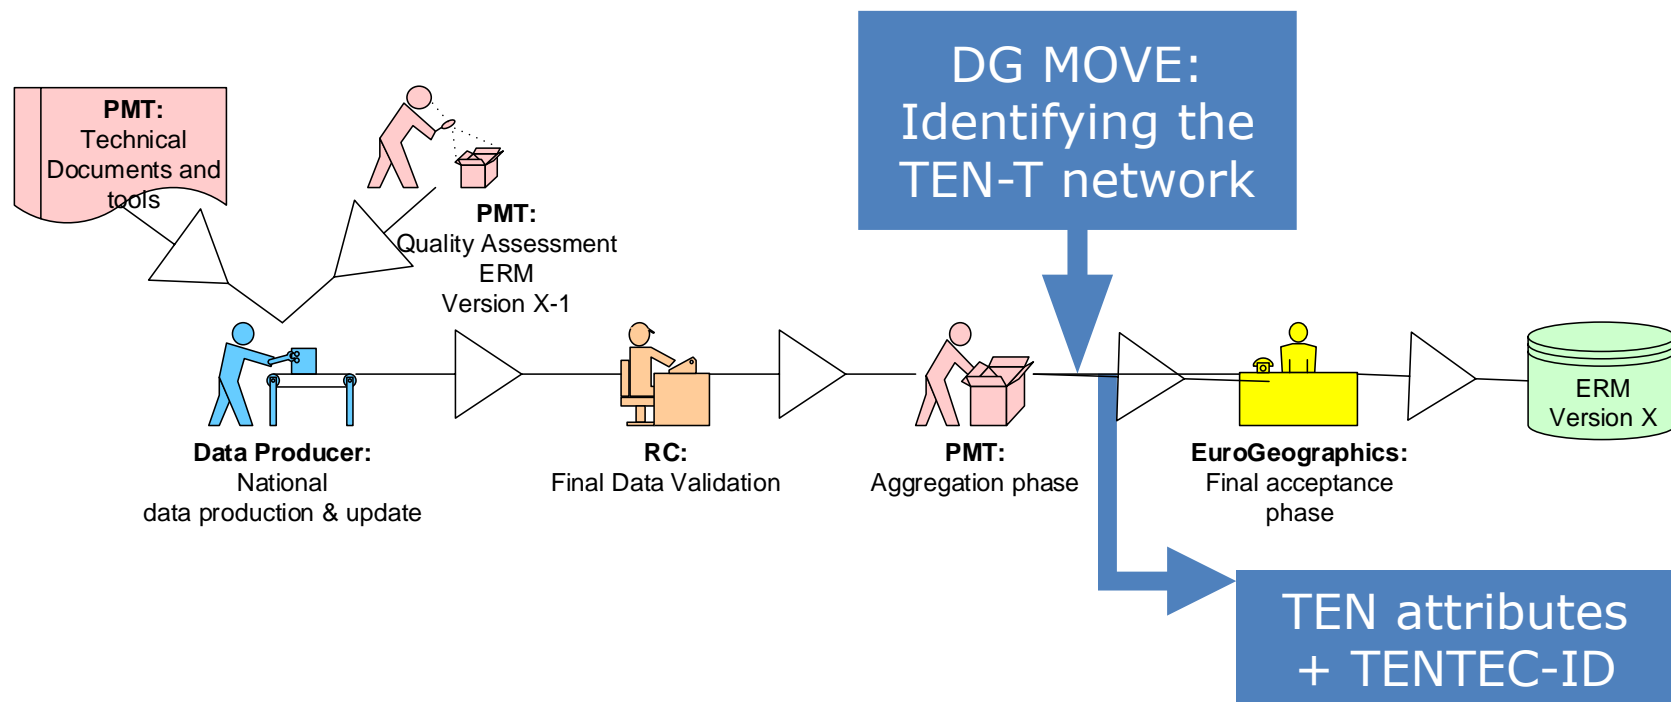 PMT:
Technical
Documents and
tools
PMT:
Quality Assessment
ERM
Version X-1
DG MOVE:
Identifying the
TEN-T network
Data Producer:
National
data production & update
RC:
Final Data Validation
PMT:
Aggregation phase
EuroGeographics:
Final acceptance
phase
ERM
Version X
TEN attributes
+ TENTEC-ID